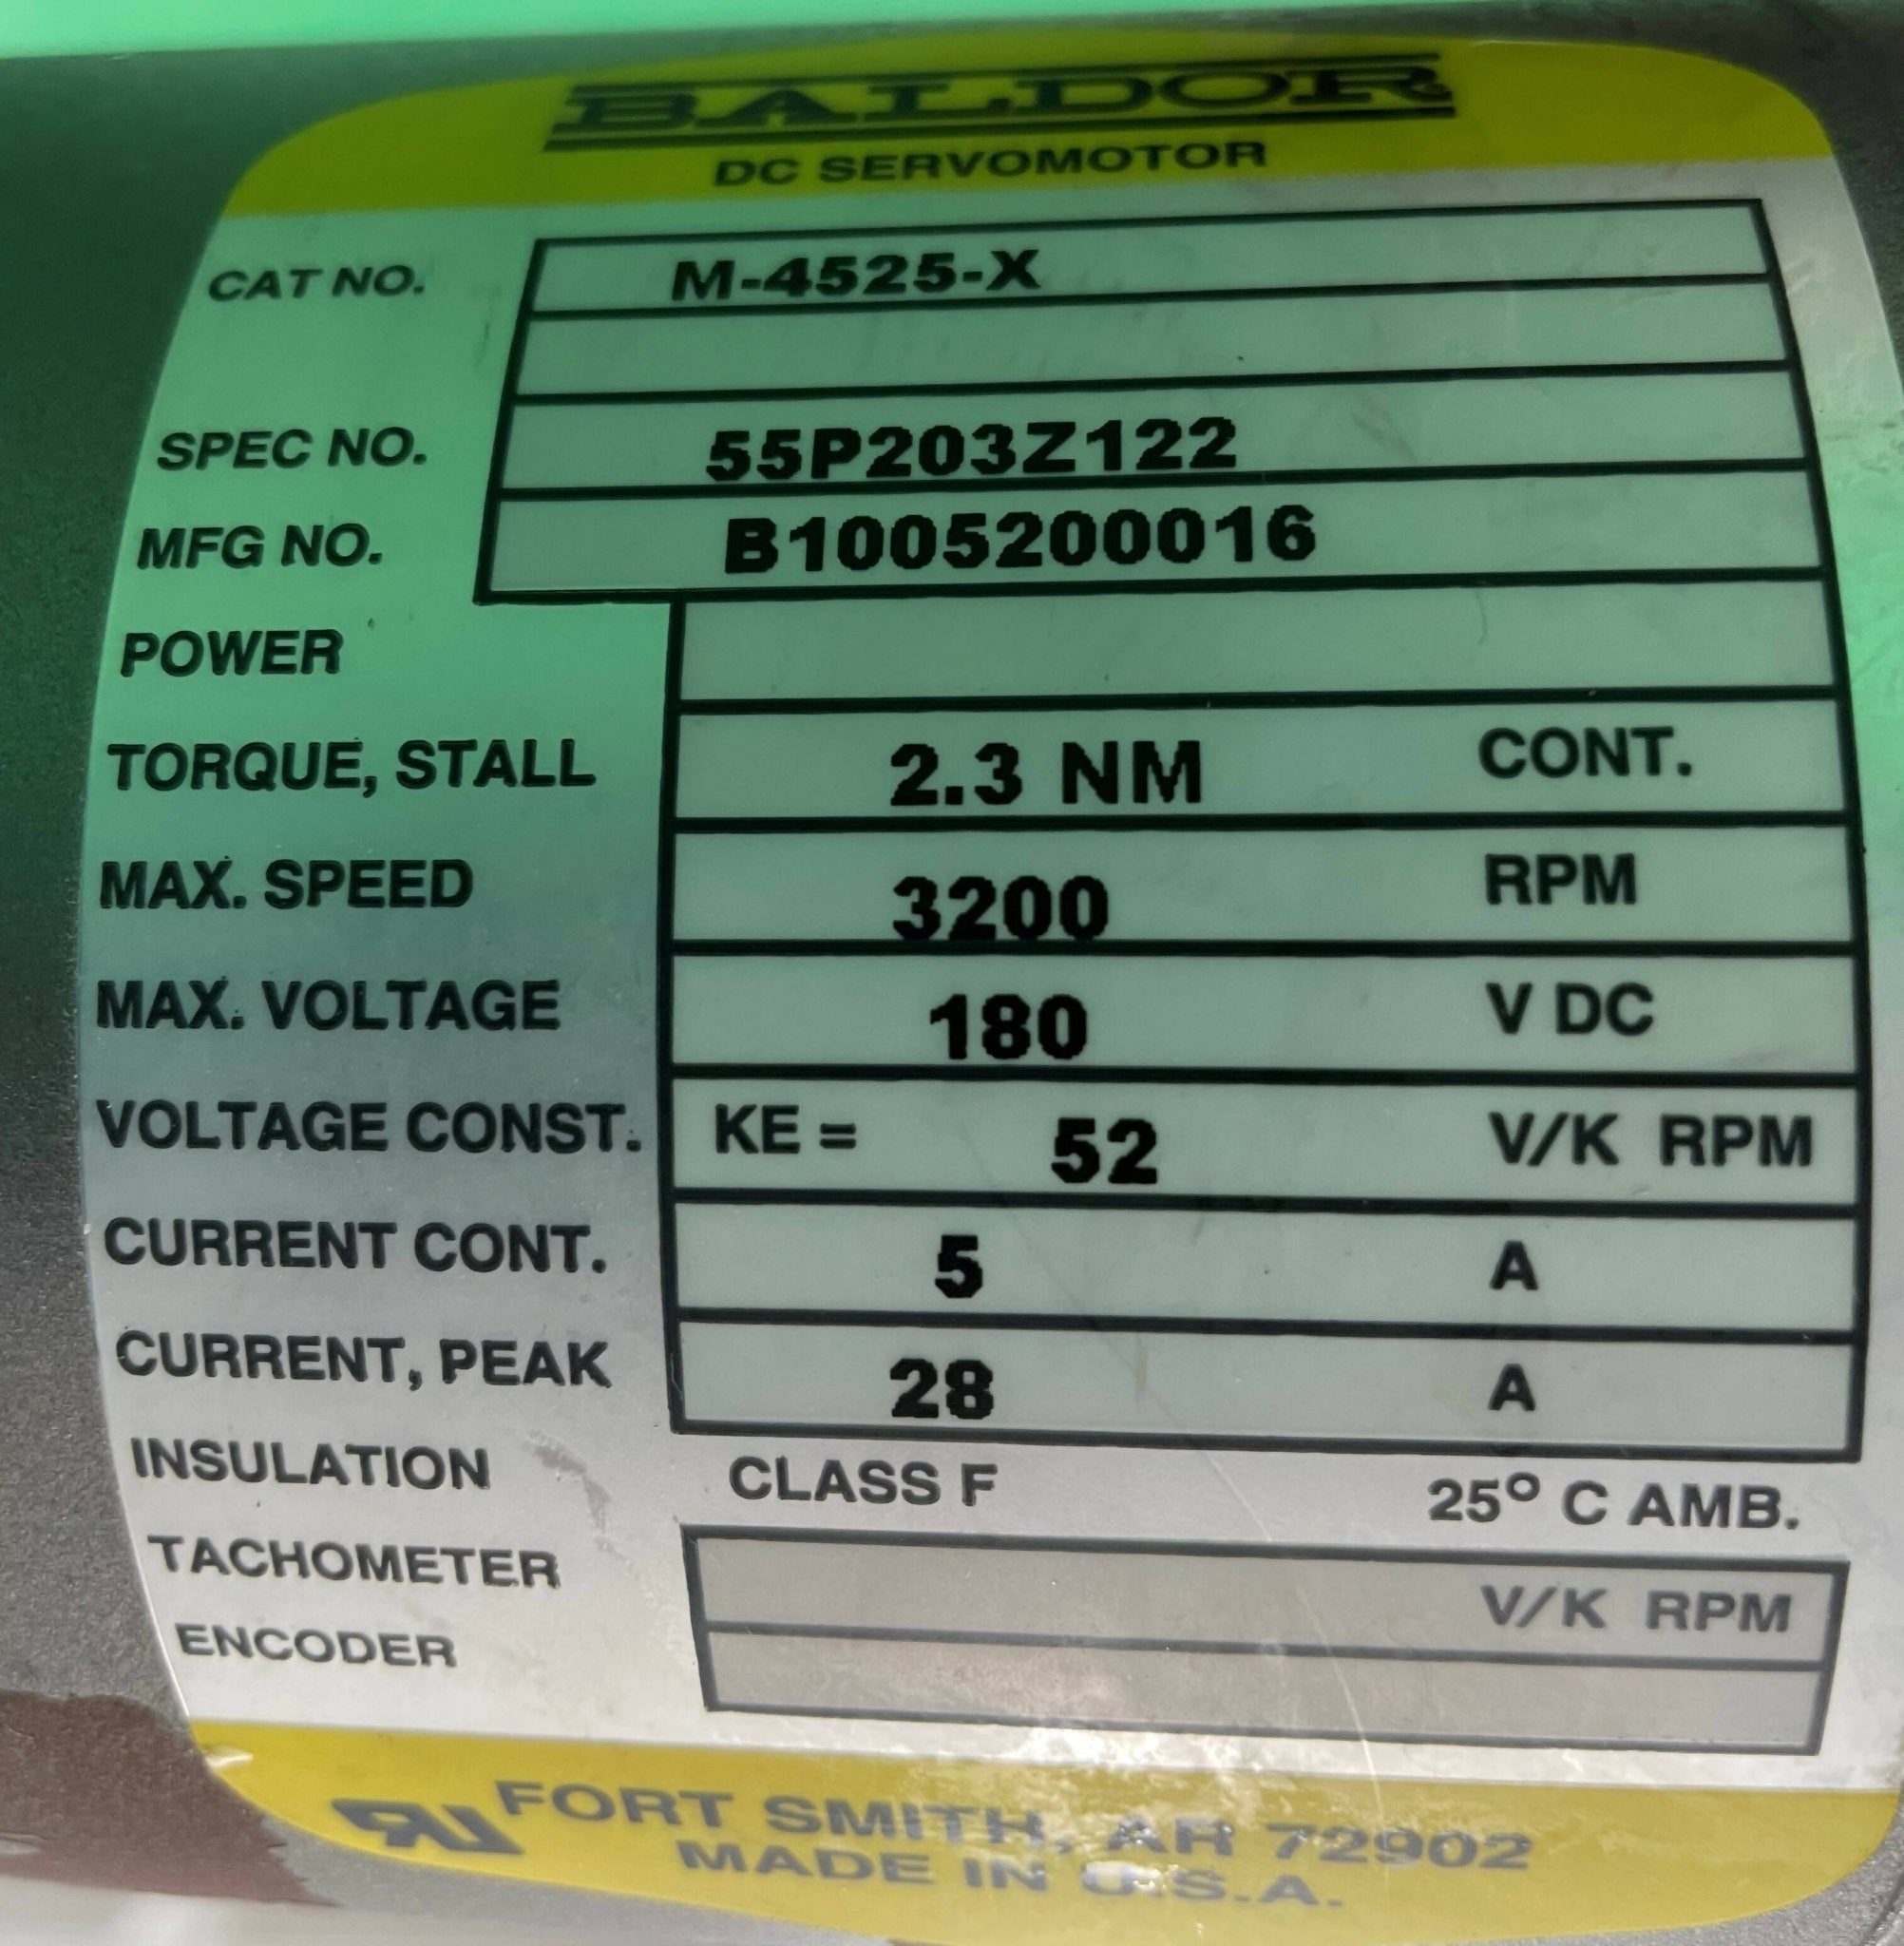 BALDOR
DC SERVOMOTOR
CAT NO. M-4525-X
SPEC NO. 55P203Z122
MFG NO. B1005200016
POWER
TORQUE, STALL 2.3 NM CONT.
MAX. SPEED 3200 RPM
MAX. VOLTAGE 180 V DC
VOLTAGE CONST. KE = 52 V/K RPM
CURRENT CONT. 5 A
CURRENT, PEAK 28 A
INSULATION CLASS F 25° C AMB.
TACHOMETER V/K RPM
ENCODER
RU FORT SMITH, AR 72902
MADE IN U.S.A.